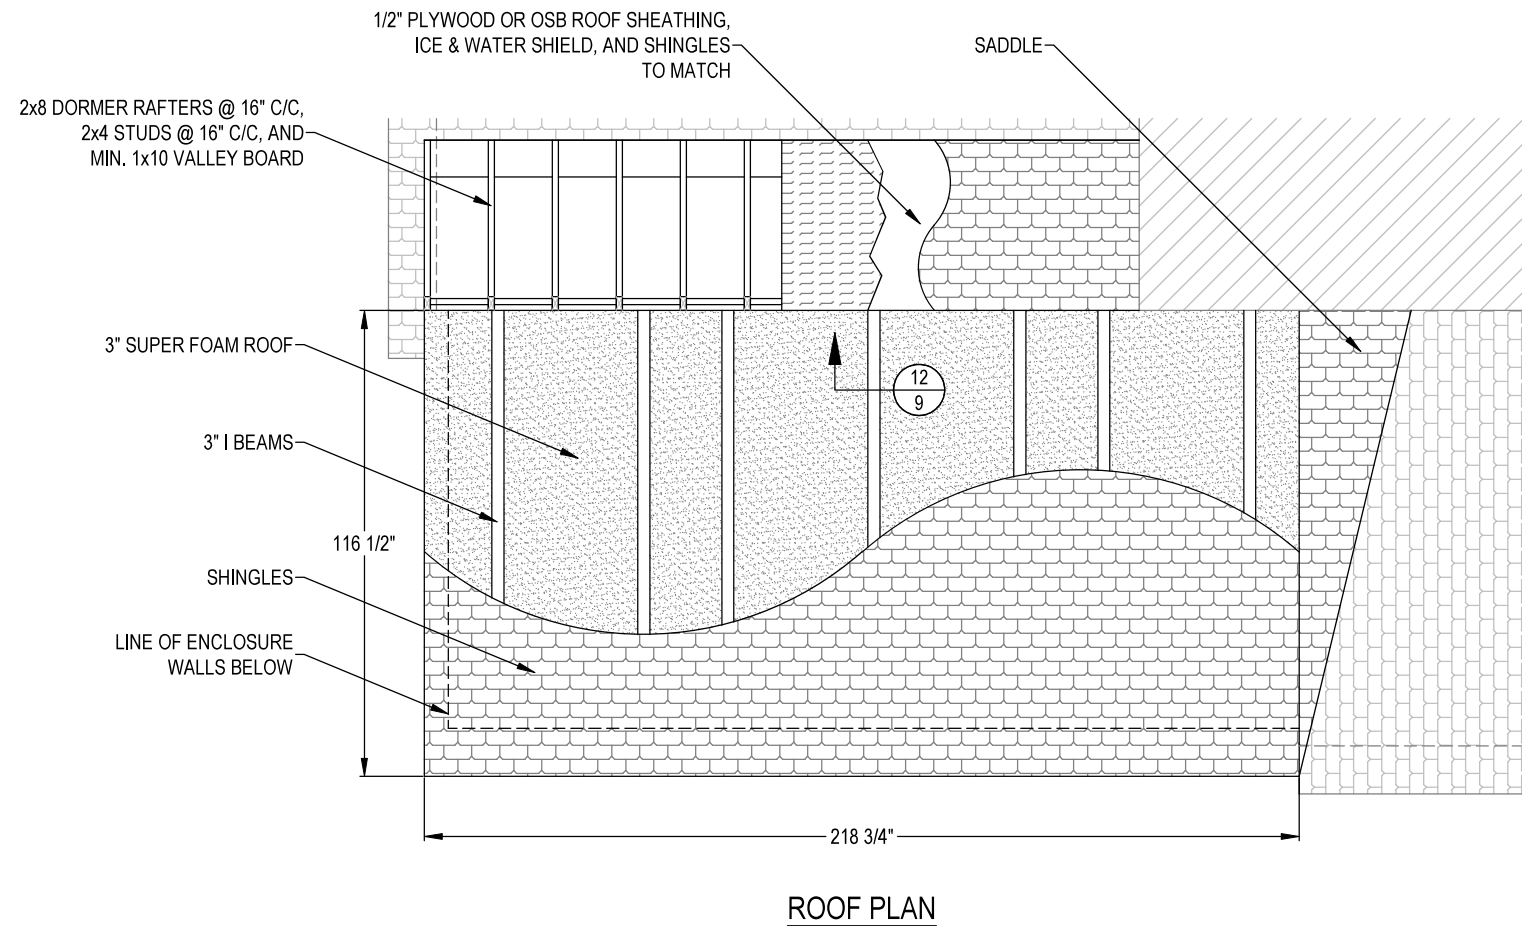 1/2" PLYWOOD OR OSB ROOF SHEATHING,
ICE & WATER SHIELD, AND SHINGLES
TO MATCH
SADDLE
2x8 DORMER RAFTERS @ 16" C/C,
2x4 STUDS @ 16" C/C, AND
MIN. 1x10 VALLEY BOARD
3" SUPER FOAM ROOF
12
9
3" I BEAMS
116 1/2"
SHINGLES
LINE OF ENCLOSURE
WALLS BELOW
218 3/4"
ROOF PLAN